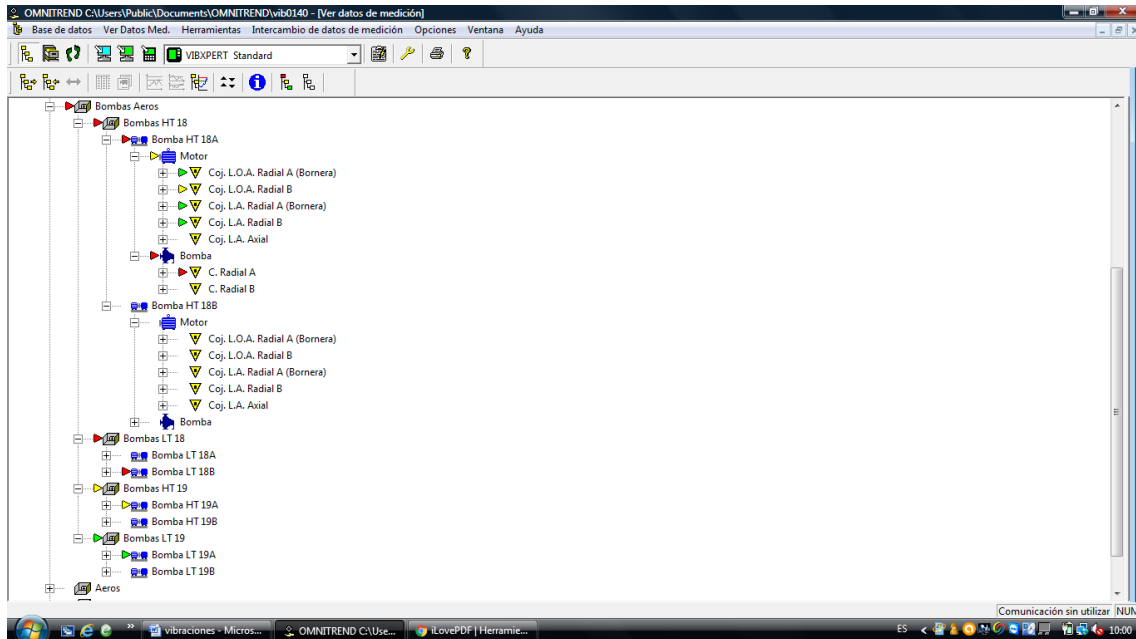 OMNITREND C:\Users\Public\Documents\OMNITREND\vib0140 - [Ver datos de medición]
Base de datos Ver Datos Med. Herramientas Intercambio de datos de medición Opciones Ventana Ayuda
VIBXPERT Standard
Bombas Aeros
Bombas HT 18
Bomba HT 18A
Motor
Coj. L.O.A. Radial A (Bornera)
Coj. L.O.A. Radial B
Coj. L.A. Radial A (Bornera)
Coj. L.A. Radial B
Coj. L.A. Axial
Bomba
C. Radial A
C. Radial B
Bomba HT 18B
Motor
Coj. L.O.A. Radial A (Bornera)
Coj. L.O.A. Radial B
Coj. L.A. Radial A (Bornera)
Coj. L.A. Radial B
Coj. L.A. Axial
Bomba
Bombas LT 18
Bomba LT 18A
Bomba LT 18B
Bombas HT 19
Bomba HT 19A
Bomba HT 19B
Bombas LT 19
Bomba LT 19A
Bomba LT 19B
Aeros
Comunicación sin utilizar NUM
vibraciones - Micros... OMNITREND C:\Use... iLovePDF | Herramie... ES 10:00